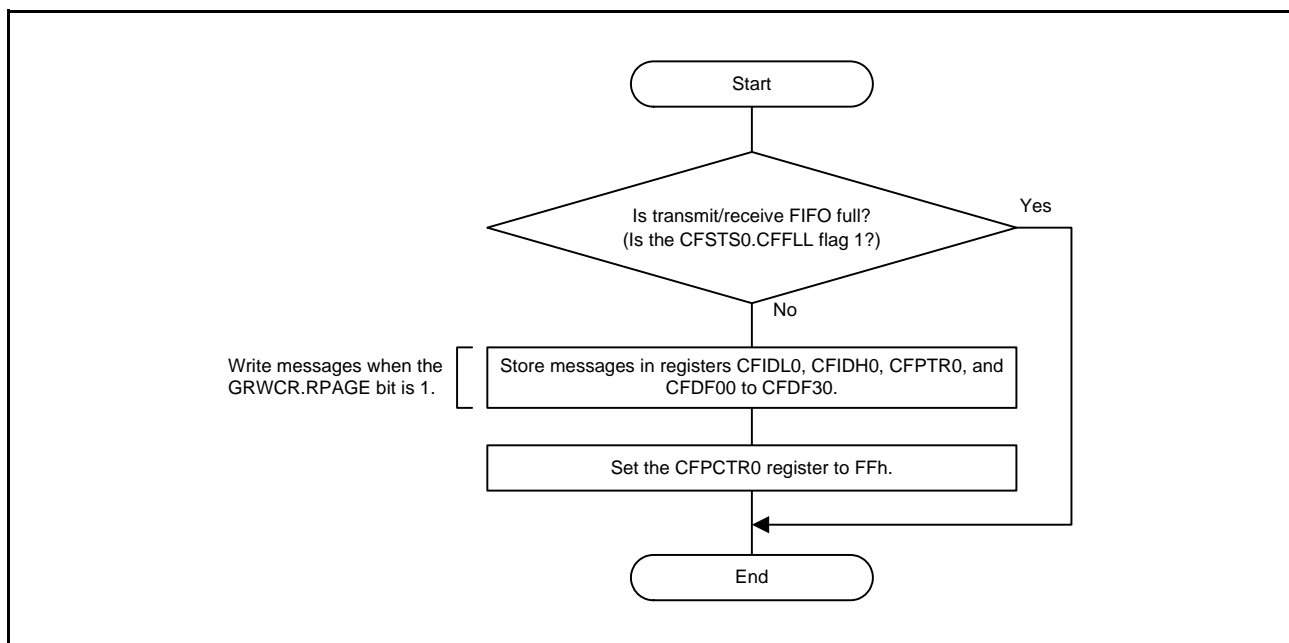 Start
Is transmit/receive FIFO full?
(Is the CFSTS0.CFFLL flag 1?)
Yes
No
Write messages when the
GRWCR.RPAGE bit is 1.
Store messages in registers CFIDL0, CFIDH0, CFPTR0, and
CFDF00 to CFDF30.
Set the CFPCTR0 register to FFh.
End